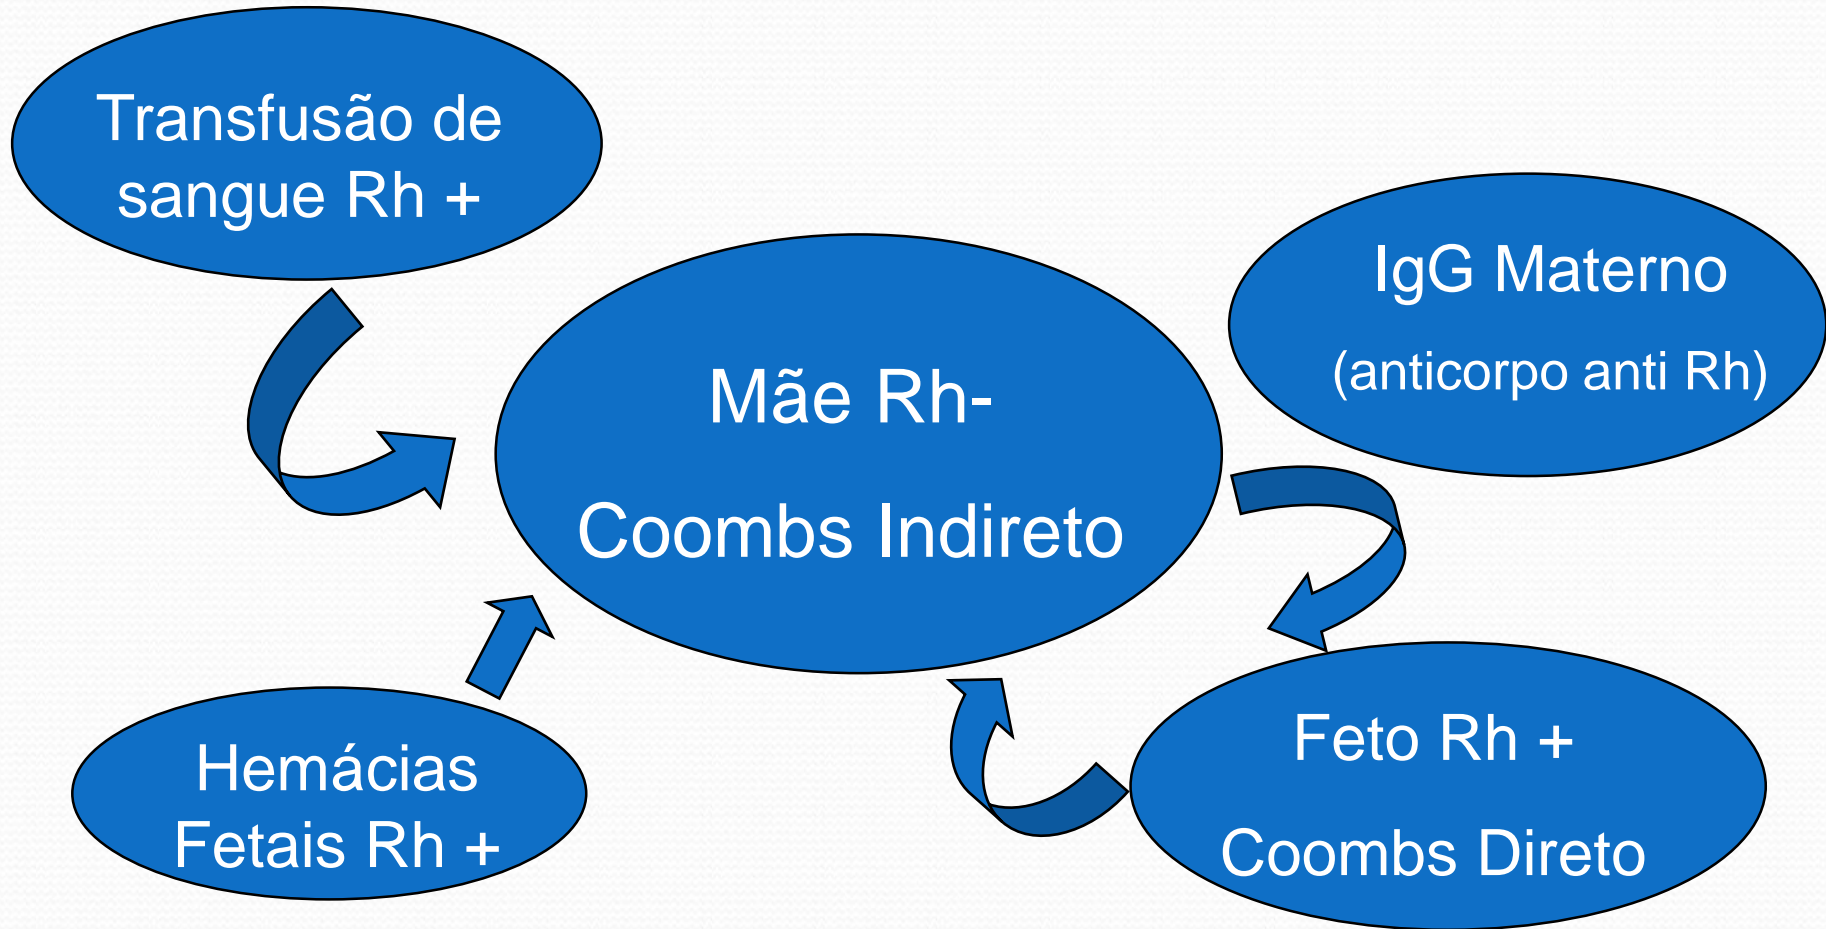 Transfusão de
sangue Rh +
IgG Materno
(anticorpo anti Rh)
Mãe Rh-
Coombs Indireto
Hemácias
Fetais Rh +
Feto Rh +
Coombs Direto